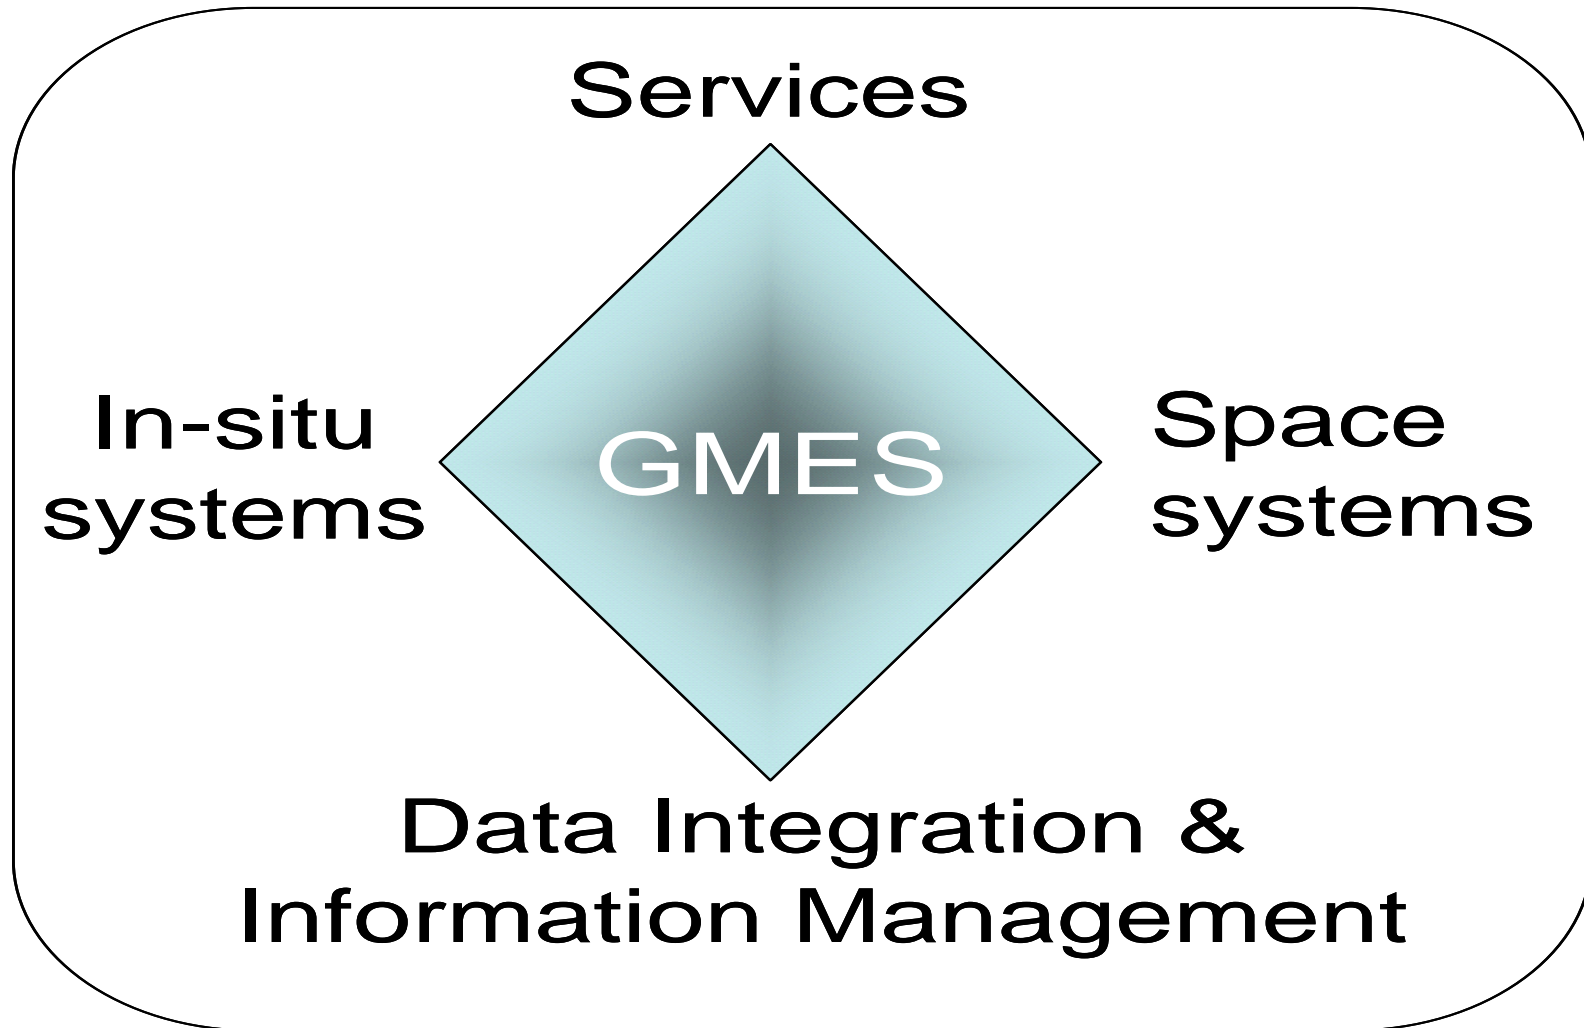 Services
In-situ
systems
GMES
Space
systems
Data Integration &
Information Management